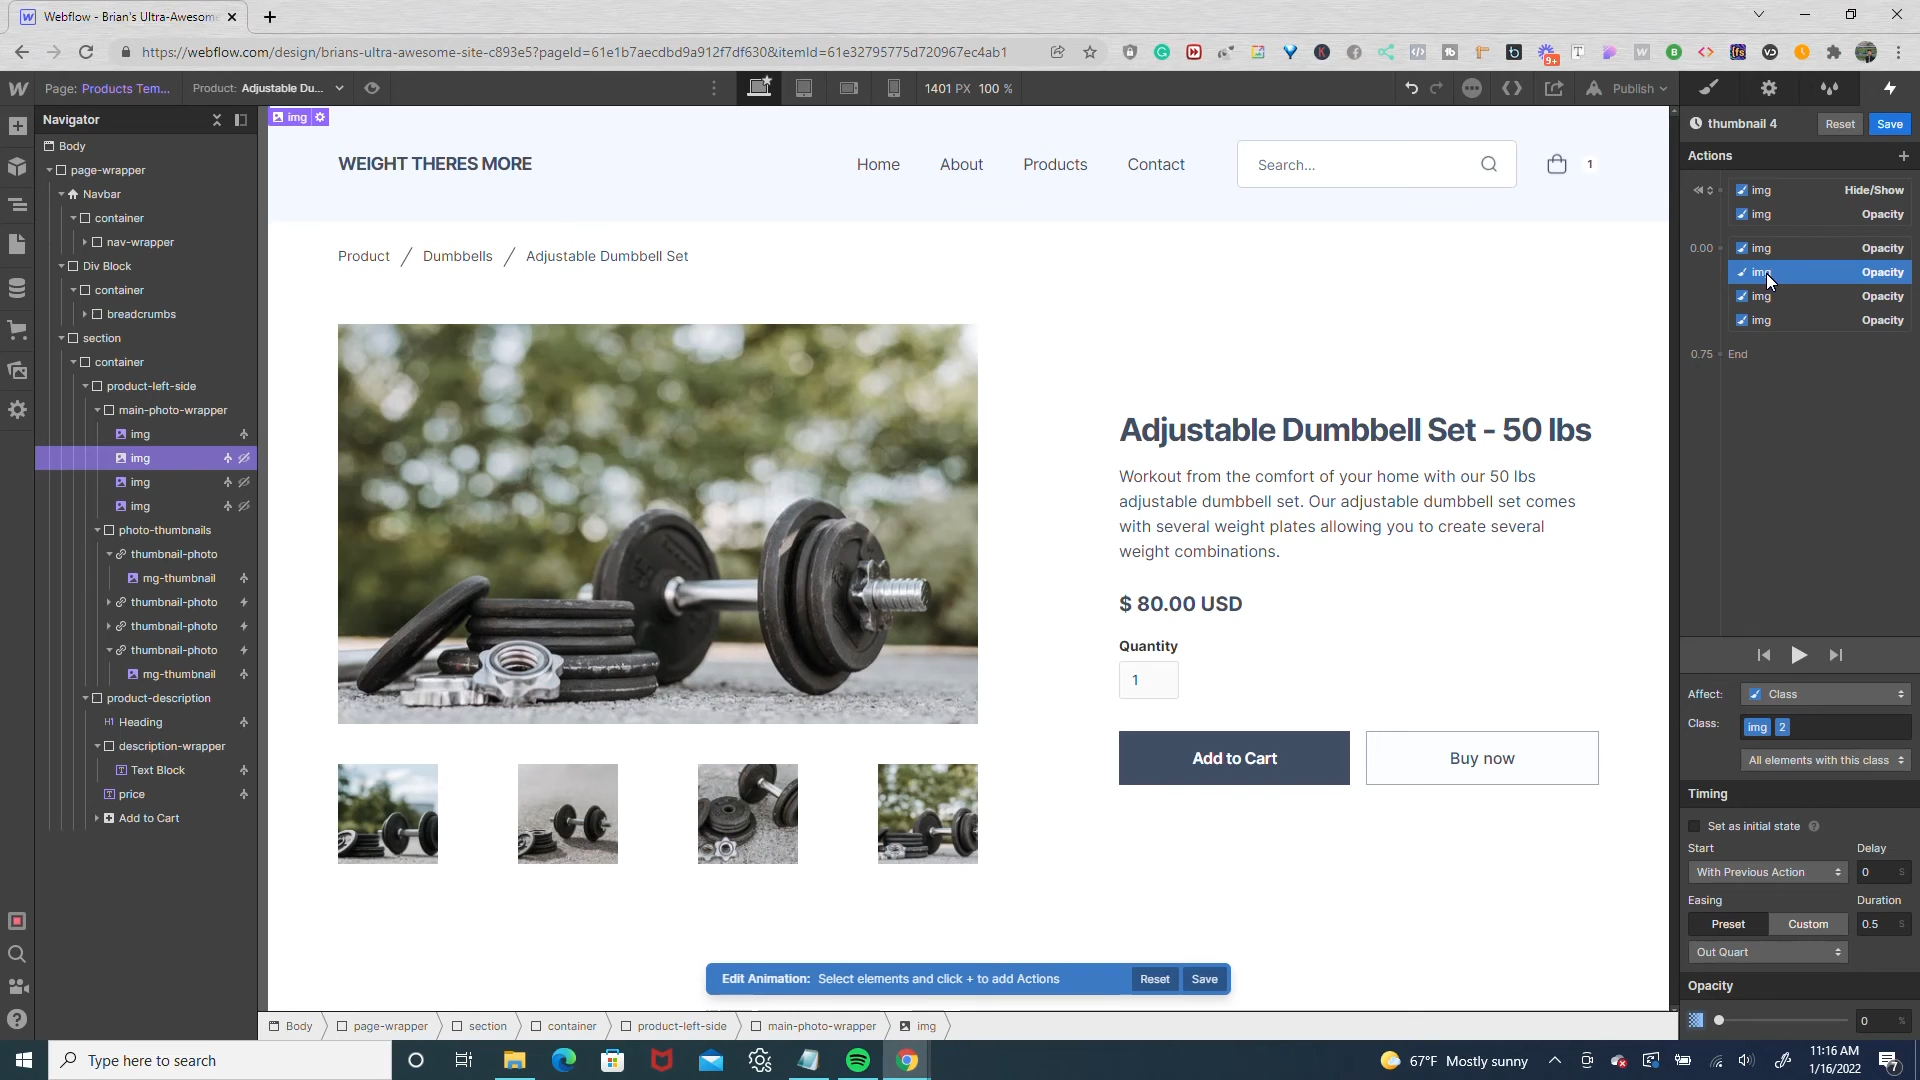 Webflow - Brian's Ultra-Awesom
https://webflow.com/design/brians-ultra-awesome-site-c893e5?pageId=61e1b7aecdbd9a912f7df630&itemId=61e32795775d720967ec4ab1
9+
Page: Products Tem...
Product: Adjustable Du...
1401 PX 100 %
Publish
Navigator
Body
page-wrapper
Navbar
container
nav-wrapper
Div Block
container
breadcrumbs
section
container
product-left-side
main-photo-wrapper
img
img
img
img
photo-thumbnails
thumbnail-photo
mg-thumbnail
thumbnail-photo
thumbnail-photo
thumbnail-photo
mg-thumbnail
product-description
H1 Heading
description-wrapper
Text Block
price
Add to Cart
img
WEIGHT THERES MORE
Home
About
Products
Contact
Search...
1
Product / Dumbbells / Adjustable Dumbbell Set
Adjustable Dumbbell Set - 50 lbs
Workout from the comfort of your home with our 50 lbs
adjustable dumbbell set. Our adjustable dumbbell set comes
with several weight plates allowing you to create several
weight combinations.
$ 80.00 USD
Quantity
1
Add to Cart
Buy now
Edit Animation: Select elements and click + to add Actions
Reset
Save
Body
page-wrapper
section
container
product-left-side
main-photo-wrapper
img
thumbnail 4
Reset
Save
Actions
img Hide/Show
img Opacity
0.00 img Opacity
img Opacity
img Opacity
img Opacity
0.75 End
Affect: Class
Class: img 2
All elements with this class
Timing
Set as initial state
Start Delay
With Previous Action 0 S
Easing Duration
Preset Custom 0.5 S
Out Quart
Opacity
0 %
Type here to search
67°F Mostly sunny
11:16 AM
1/16/2022
7